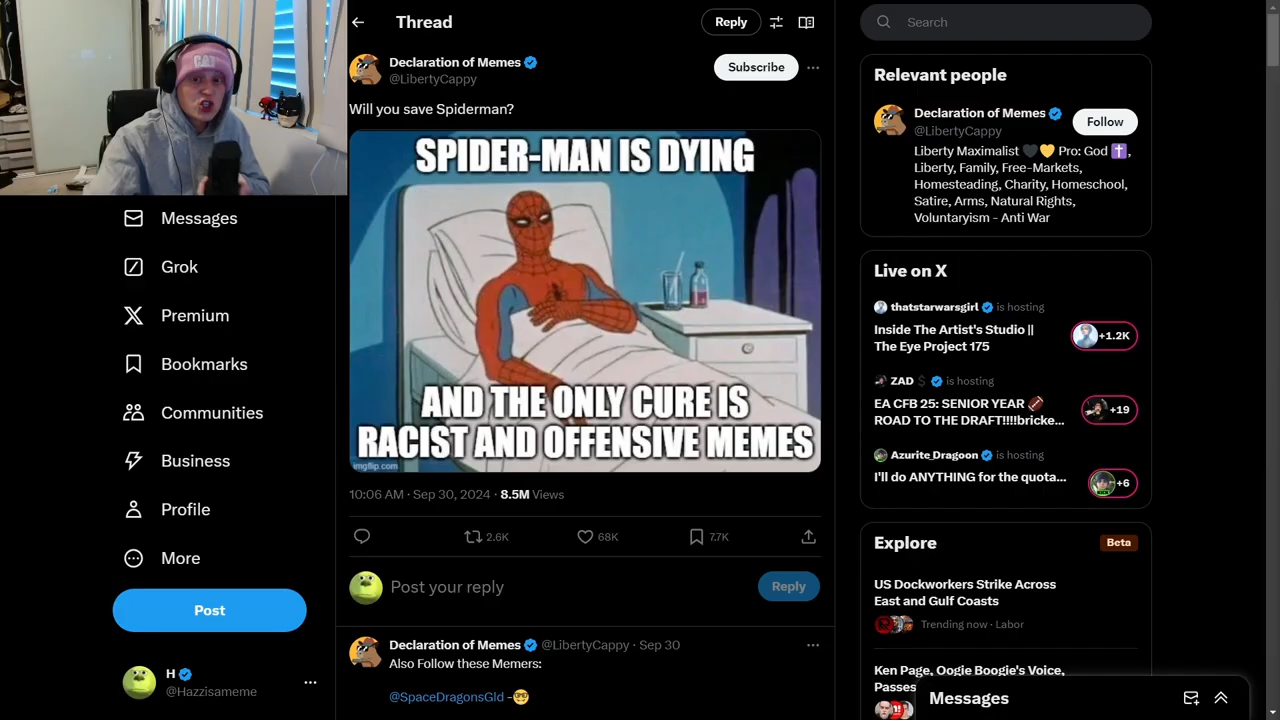 Thread
Reply
Declaration of Memes
@LibertyCappy
Subscribe
Will you save Spiderman?
SPIDER-MAN IS DYING
AND THE ONLY CURE IS
RACIST AND OFFENSIVE MEMES
imgflip.com
10:06 AM · Sep 30, 2024 · 8.5M Views
2.6K
68K
7.7K
Post your reply
Reply
Declaration of Memes @LibertyCappy · Sep 30
Also Follow these Memers:
@SpaceDragonsGld -
Messages
Grok
Premium
Bookmarks
Communities
Business
Profile
More
Post
H
@Hazzisameme
Search
Relevant people
Declaration of Memes
@LibertyCappy
Follow
Liberty Maximalist Pro: God ,
Liberty, Family, Free-Markets,
Homesteading, Charity, Homeschool,
Satire, Arms, Natural Rights,
Voluntaryism - Anti War
Live on X
thatstarwarsgirl is hosting
Inside The Artist's Studio ||
The Eye Project 175
+1.2K
ZAD $ is hosting
EA CFB 25: SENIOR YEAR
ROAD TO THE DRAFT!!!!bricke...
+19
Azurite_Dragoon is hosting
I'll do ANYTHING for the quota...
+6
Explore
Beta
US Dockworkers Strike Across
East and Gulf Coasts
Trending now · Labor
Ken Page, Oogie Boogie's Voice,
Passes
Messages